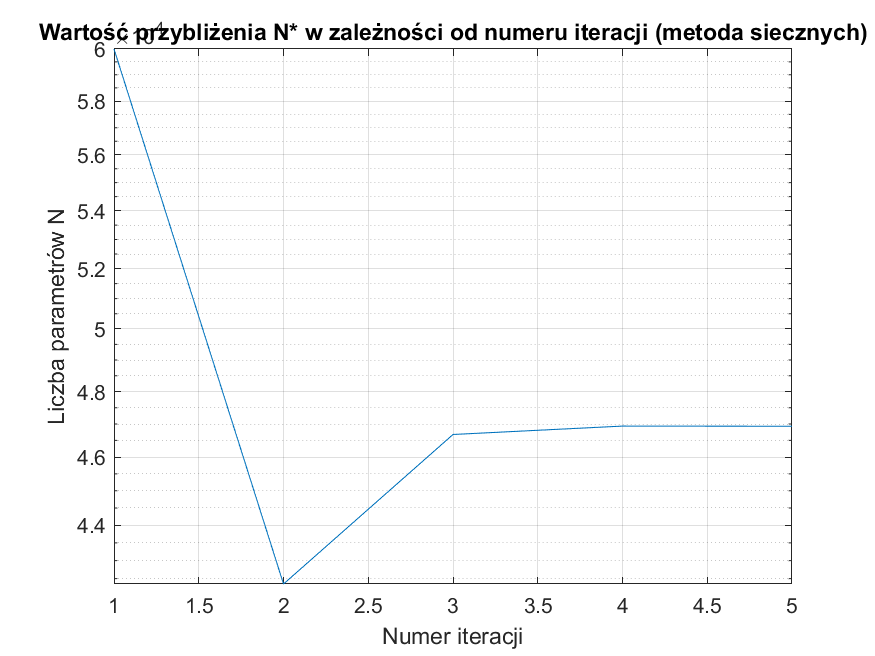 Wartość przybliżenia N* w zależności od numeru iteracji (metoda siecznych)
×10⁴
6
5.8
5.6
5.4
5.2
5
4.8
4.6
4.4
Liczba parametrów N
1 1.5 2 2.5 3 3.5 4 4.5 5
Numer iteracji